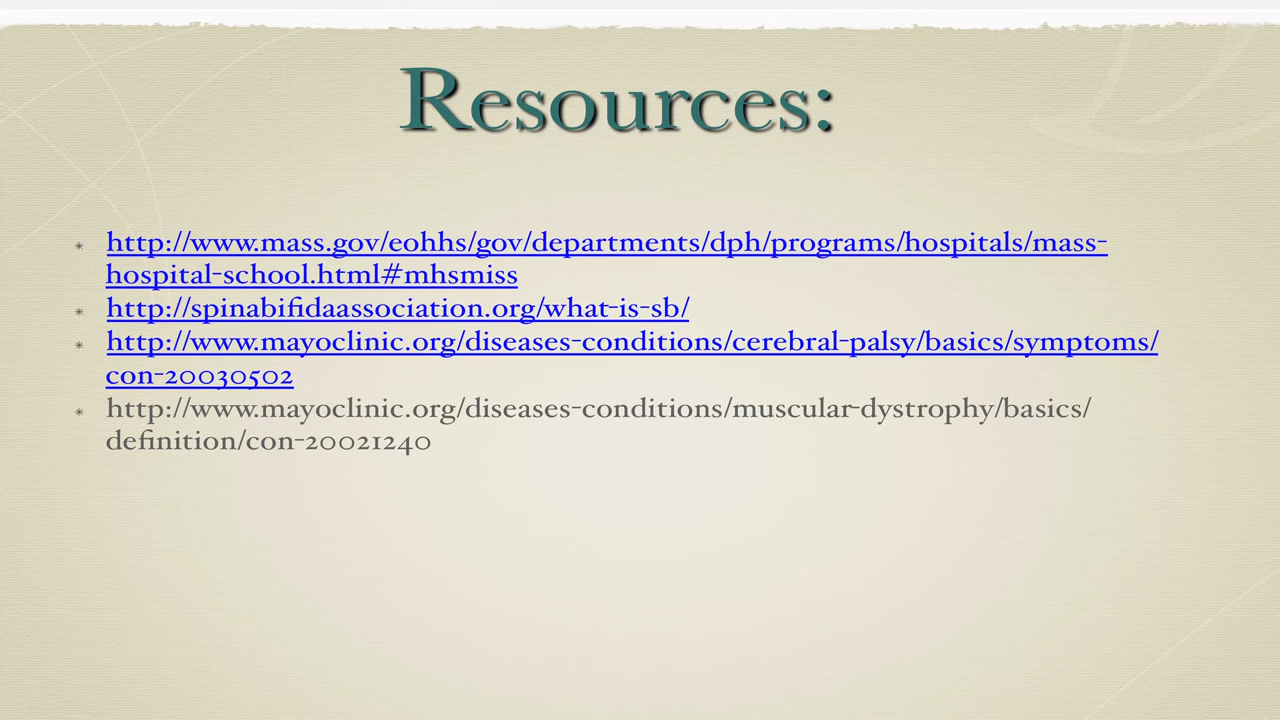 Resources:
* http://www.mass.gov/eohhs/gov/departments/dph/programs/hospitals/mass-
hospital-school.html#mhsmiss
* http://spinabifidaassociation.org/what-is-sb/
* http://www.mayoclinic.org/diseases-conditions/cerebral-palsy/basics/symptoms/
con-20030502
* http://www.mayoclinic.org/diseases-conditions/muscular-dystrophy/basics/
definition/con-20021240